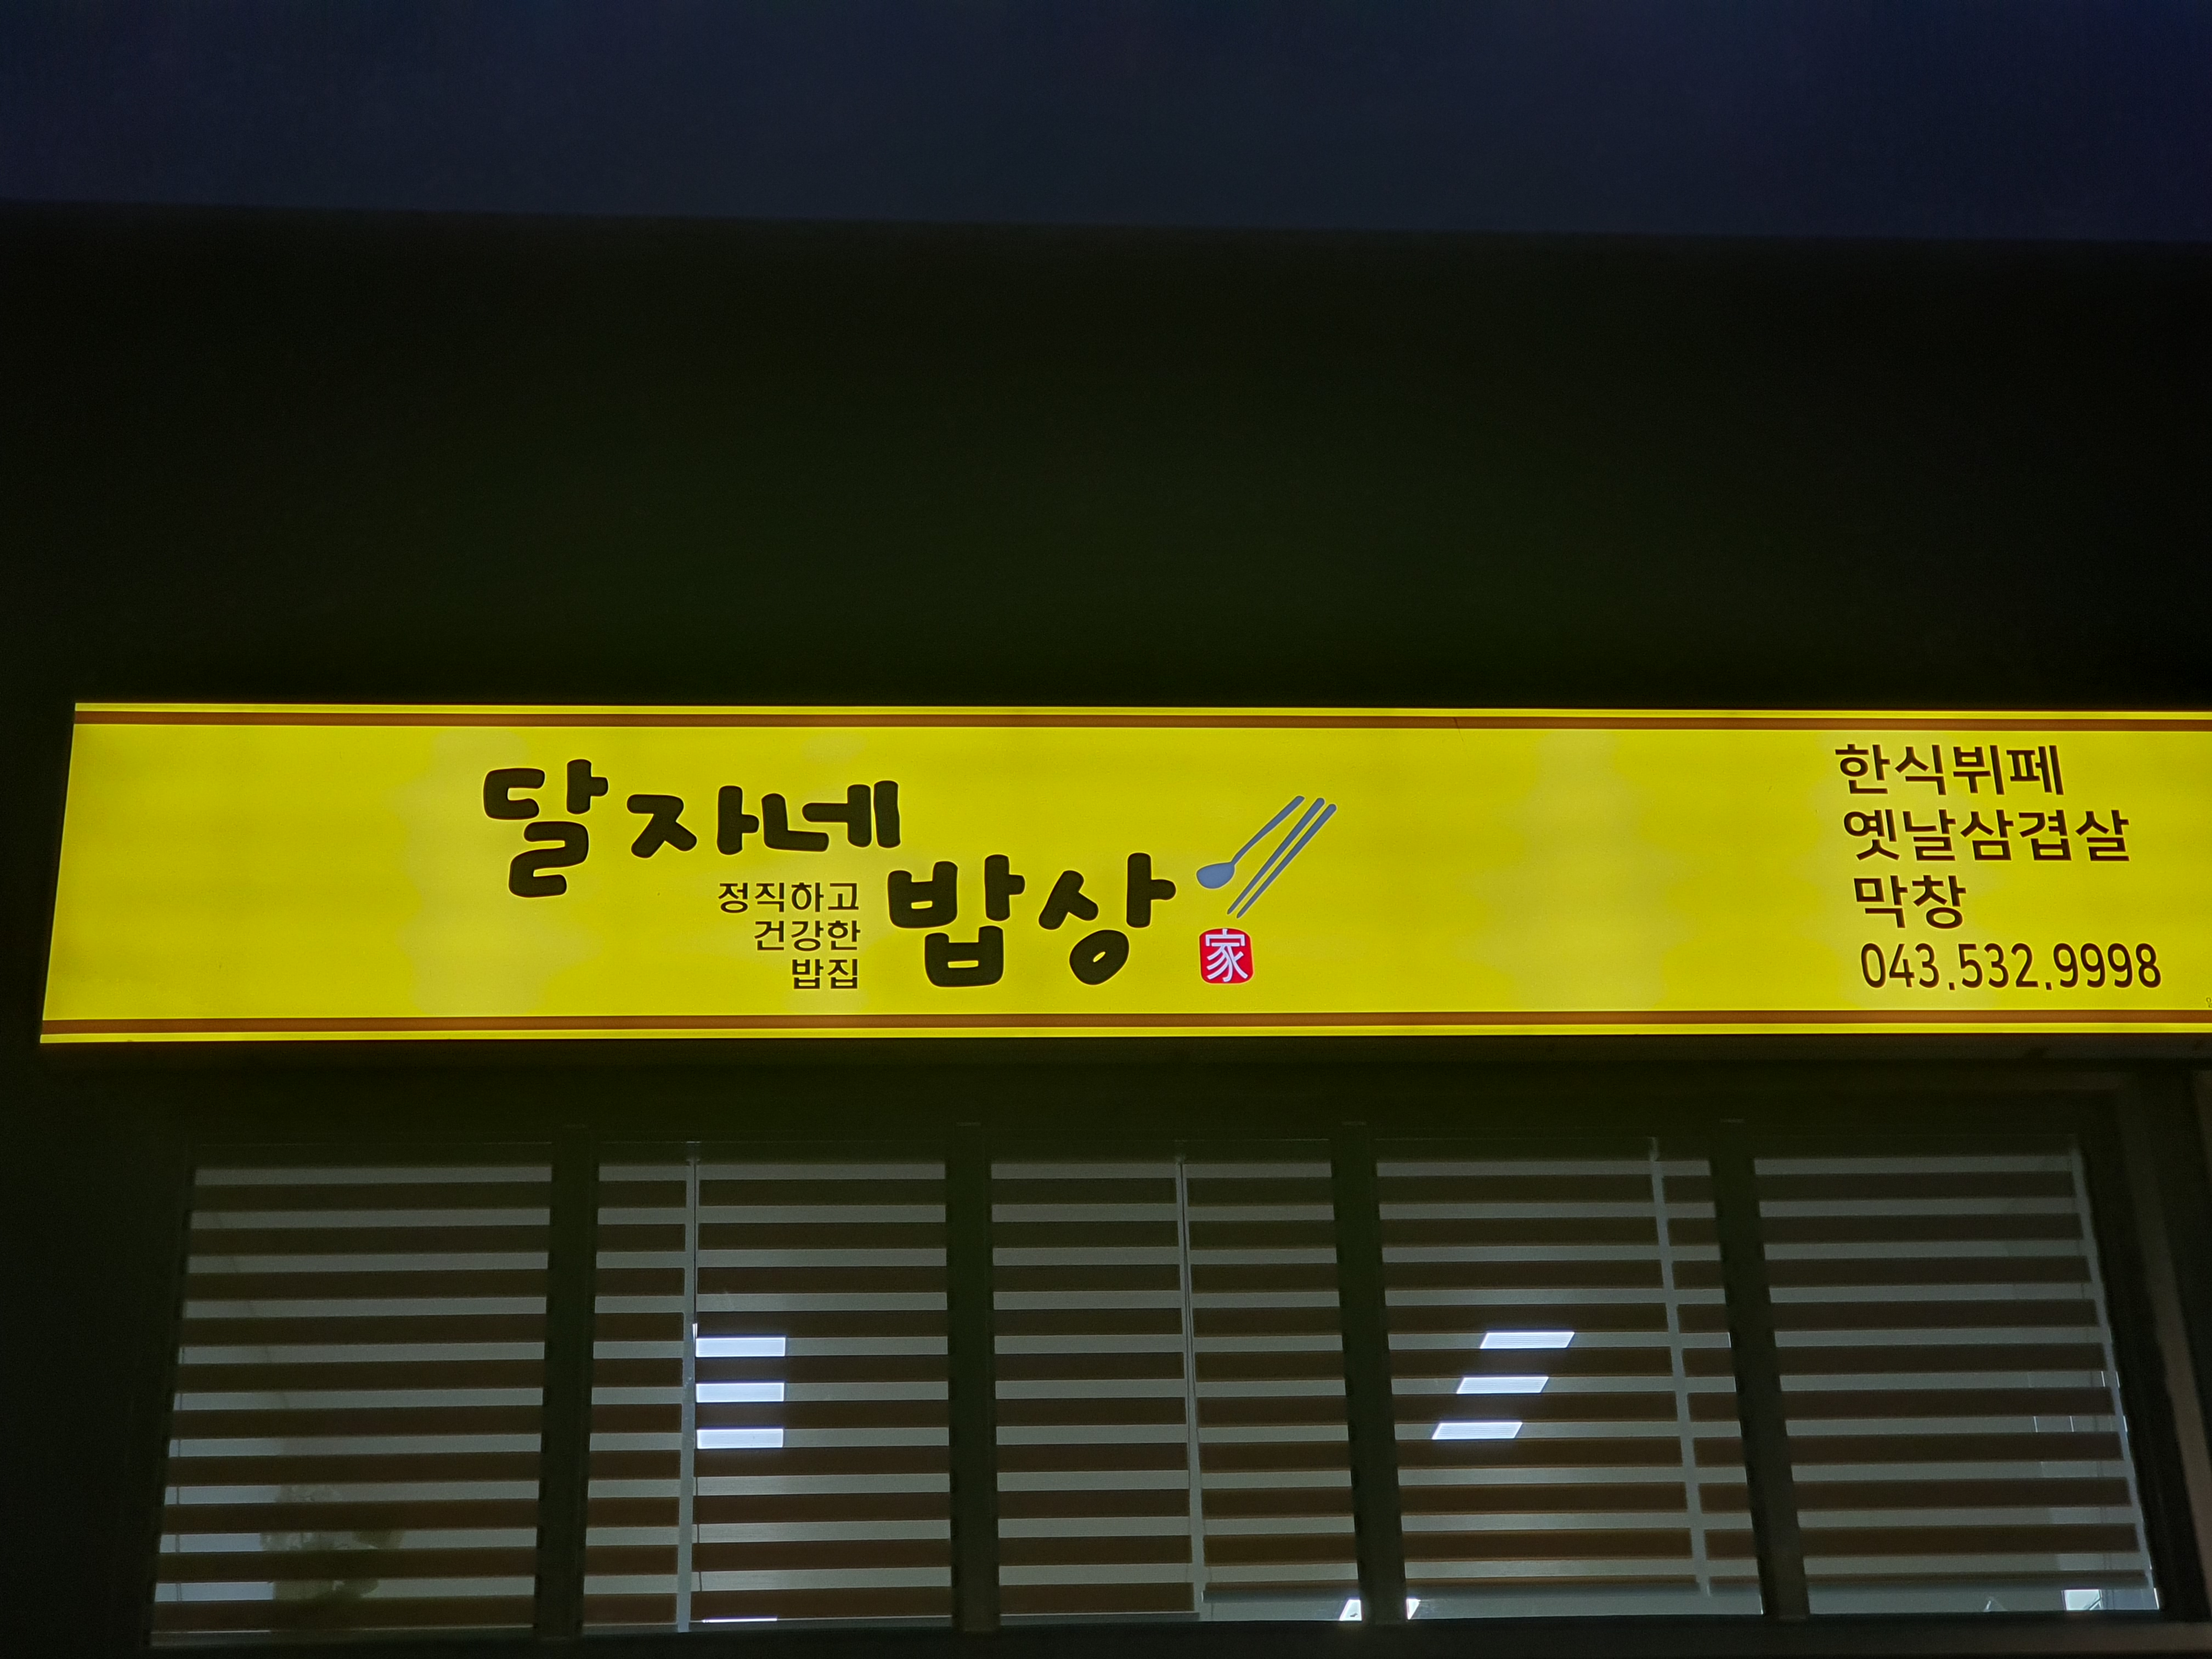 달자네
밥상
정직하고
건강한
밥집
家
한식뷔페
옛날삼겹살
막창
043.532.9998